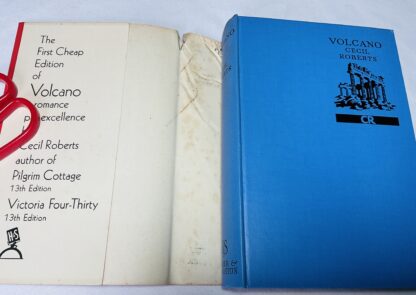 The
First Cheap
Edition
of
Volcano
romance
excellence
Cecil Roberts
author of
Pilgrim Cottage
13th Edition
Victoria Four-Thirty
13th Edition
HS
VOLCANO
CECIL
ROBERTS
CR